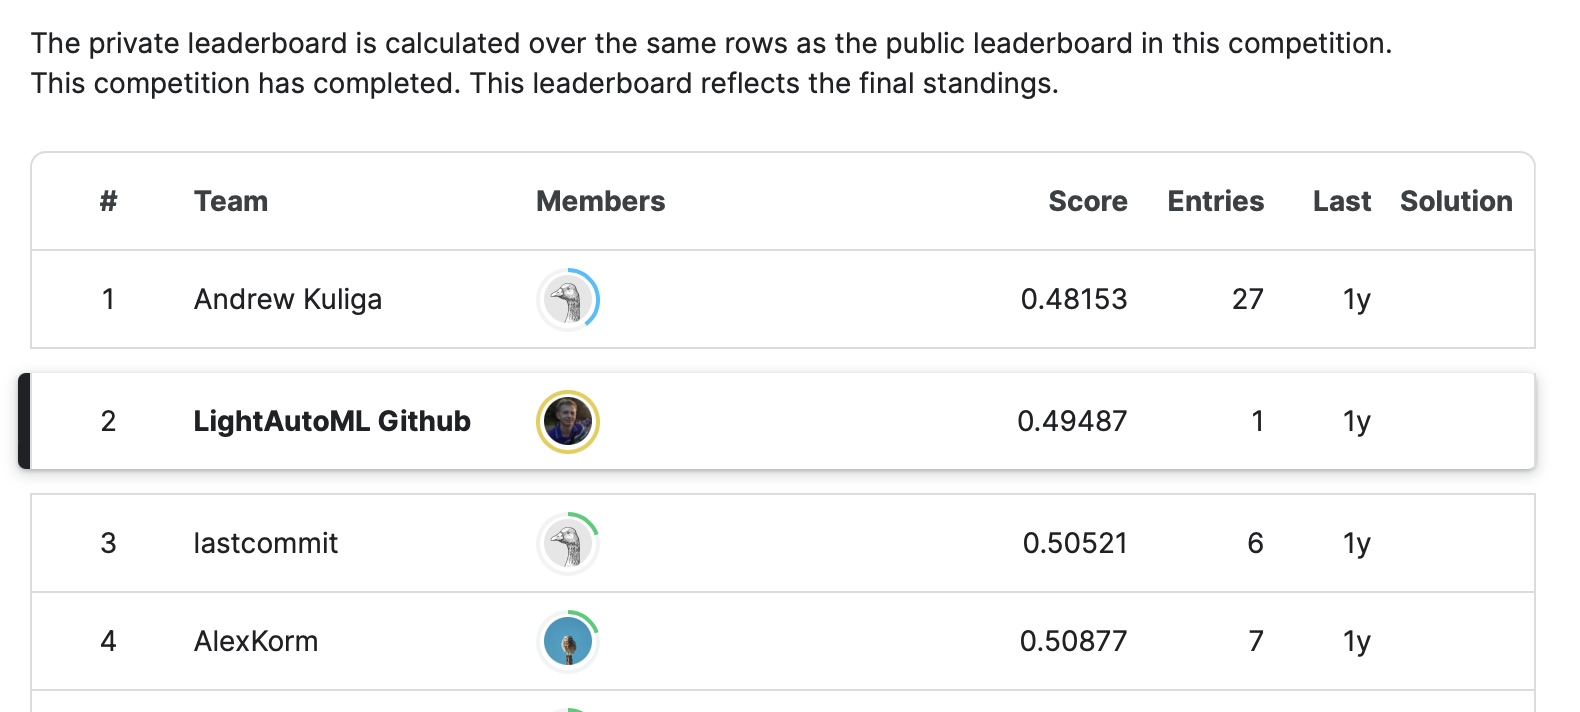 The private leaderboard is calculated over the same rows as the public leaderboard in this competition.
This competition has completed. This leaderboard reflects the final standings.
# Team Members Score Entries Last Solution
1 Andrew Kuliga 0.48153 27 1y
2 LightAutoML Github 0.49487 1 1y
3 lastcommit 0.50521 6 1y
4 AlexKorm 0.50877 7 1y